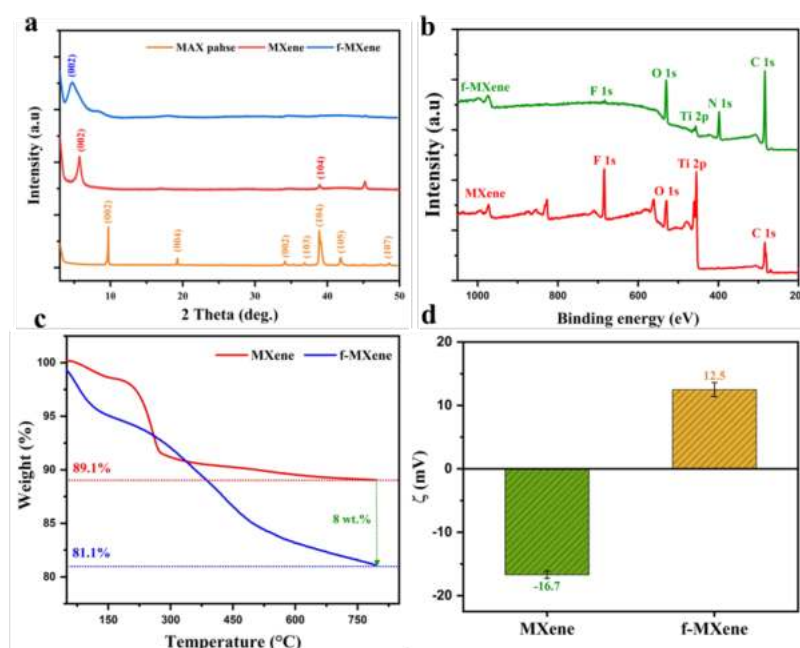 a
MAX pahse MXene f-MXene
(002)
(002)
(104)
(002)
(004)
(002)
(103)
(104)
(105)
(107)
Intensity (a.u)
10 20 30 40 50
2 Theta (deg.)
b
C 1s
O 1s
f-MXene
F 1s
Ti 2p
N 1s
F 1s
Ti 2p
MXene
O 1s
C 1s
Intensity
1000 800 600 400 200
Binding energy (eV)
c
MXene f-MXene
100
95
90
85
80
89.1%
8 wt.%
81.1%
Weight (%)
150 300 450 600 750
Temperature (°C)
d
20
10
0
-10
-20
12.5
-16.7
ζ (mV)
MXene f-MXene